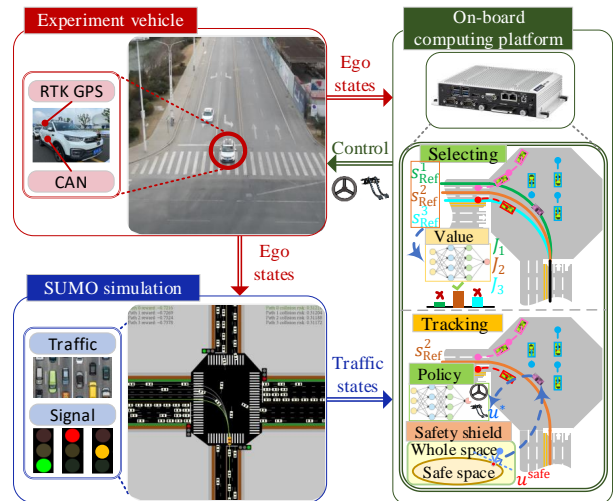 Experiment vehicle
RTK GPS
CAN
Ego
states
Control
On-board
computing platform
Selecting
s¹Ref
s²Ref
s³Ref
Value
J₁
J₂
J₃
Ego
states
SUMO simulation
Traffic
Signal
Traffic
states
Tracking
s²Ref
Policy
u*
Safety shield
Whole space
Safe space
u^safe